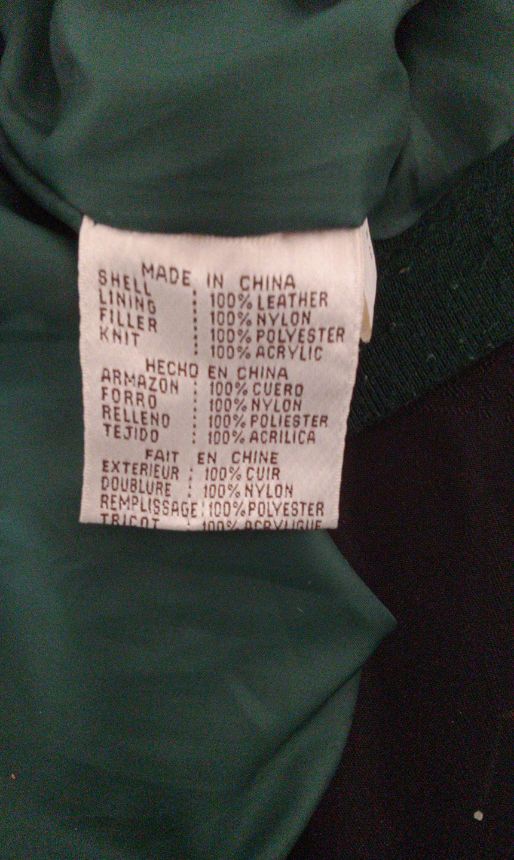 MADE IN CHINA
SHELL : 100% LEATHER
LINING : 100% NYLON
FILLER : 100% POLYESTER
KNIT : 100% ACRYLIC
HECHO EN CHINA
ARMAZON : 100% CUERO
FORRO : 100% NYLON
RELLENO : 100% POLIESTER
TEJIDO : 100% ACRILICA
FAIT EN CHINE
EXTERIEUR : 100% CUIR
DOUBLURE : 100% NYLON
REMPLISSAGE : 100% POLYESTER
TRICOT : 100% ACRYLIQUE